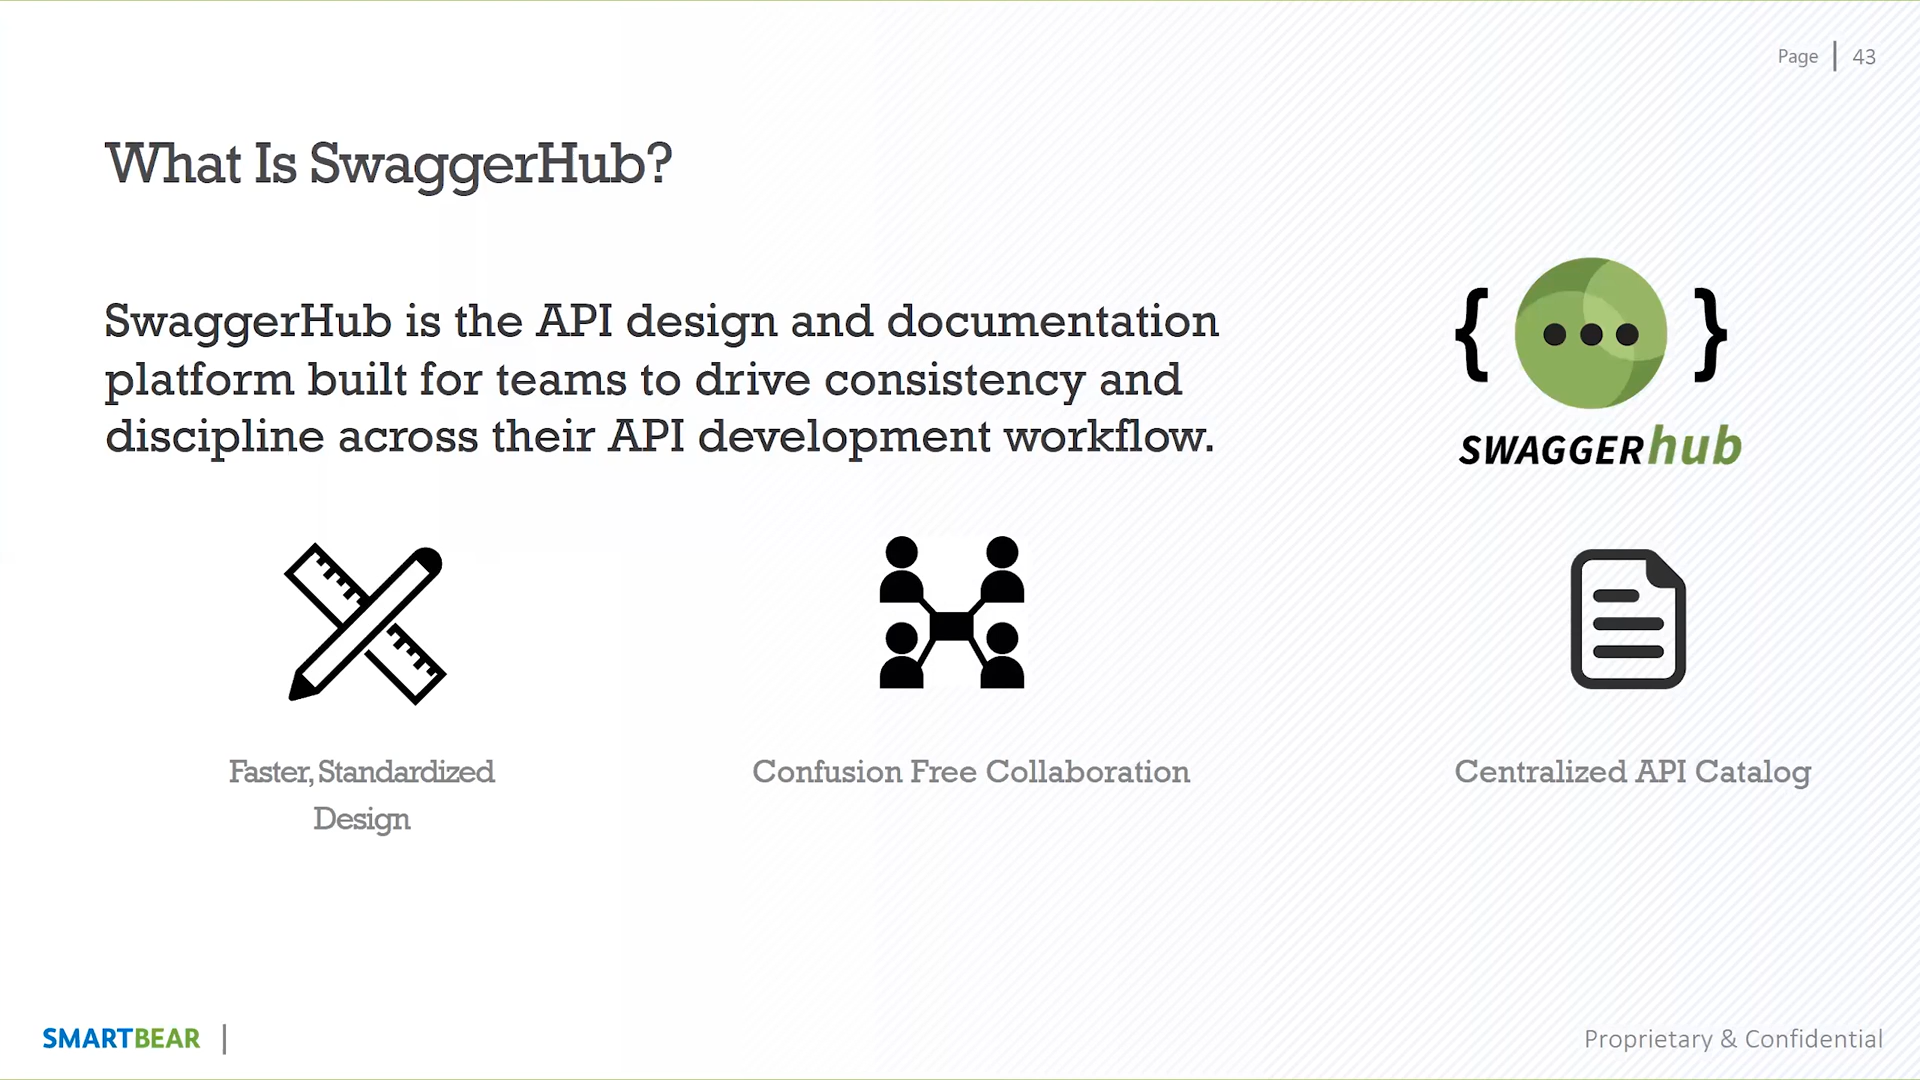 Page | 43
What Is SwaggerHub?
SwaggerHub is the API design and documentation
platform built for teams to drive consistency and
discipline across their API development workflow.
{ ••• }
SWAGGERhub
Faster, Standardized
Design
Confusion Free Collaboration
Centralized API Catalog
SMARTBEAR |
Proprietary & Confidential